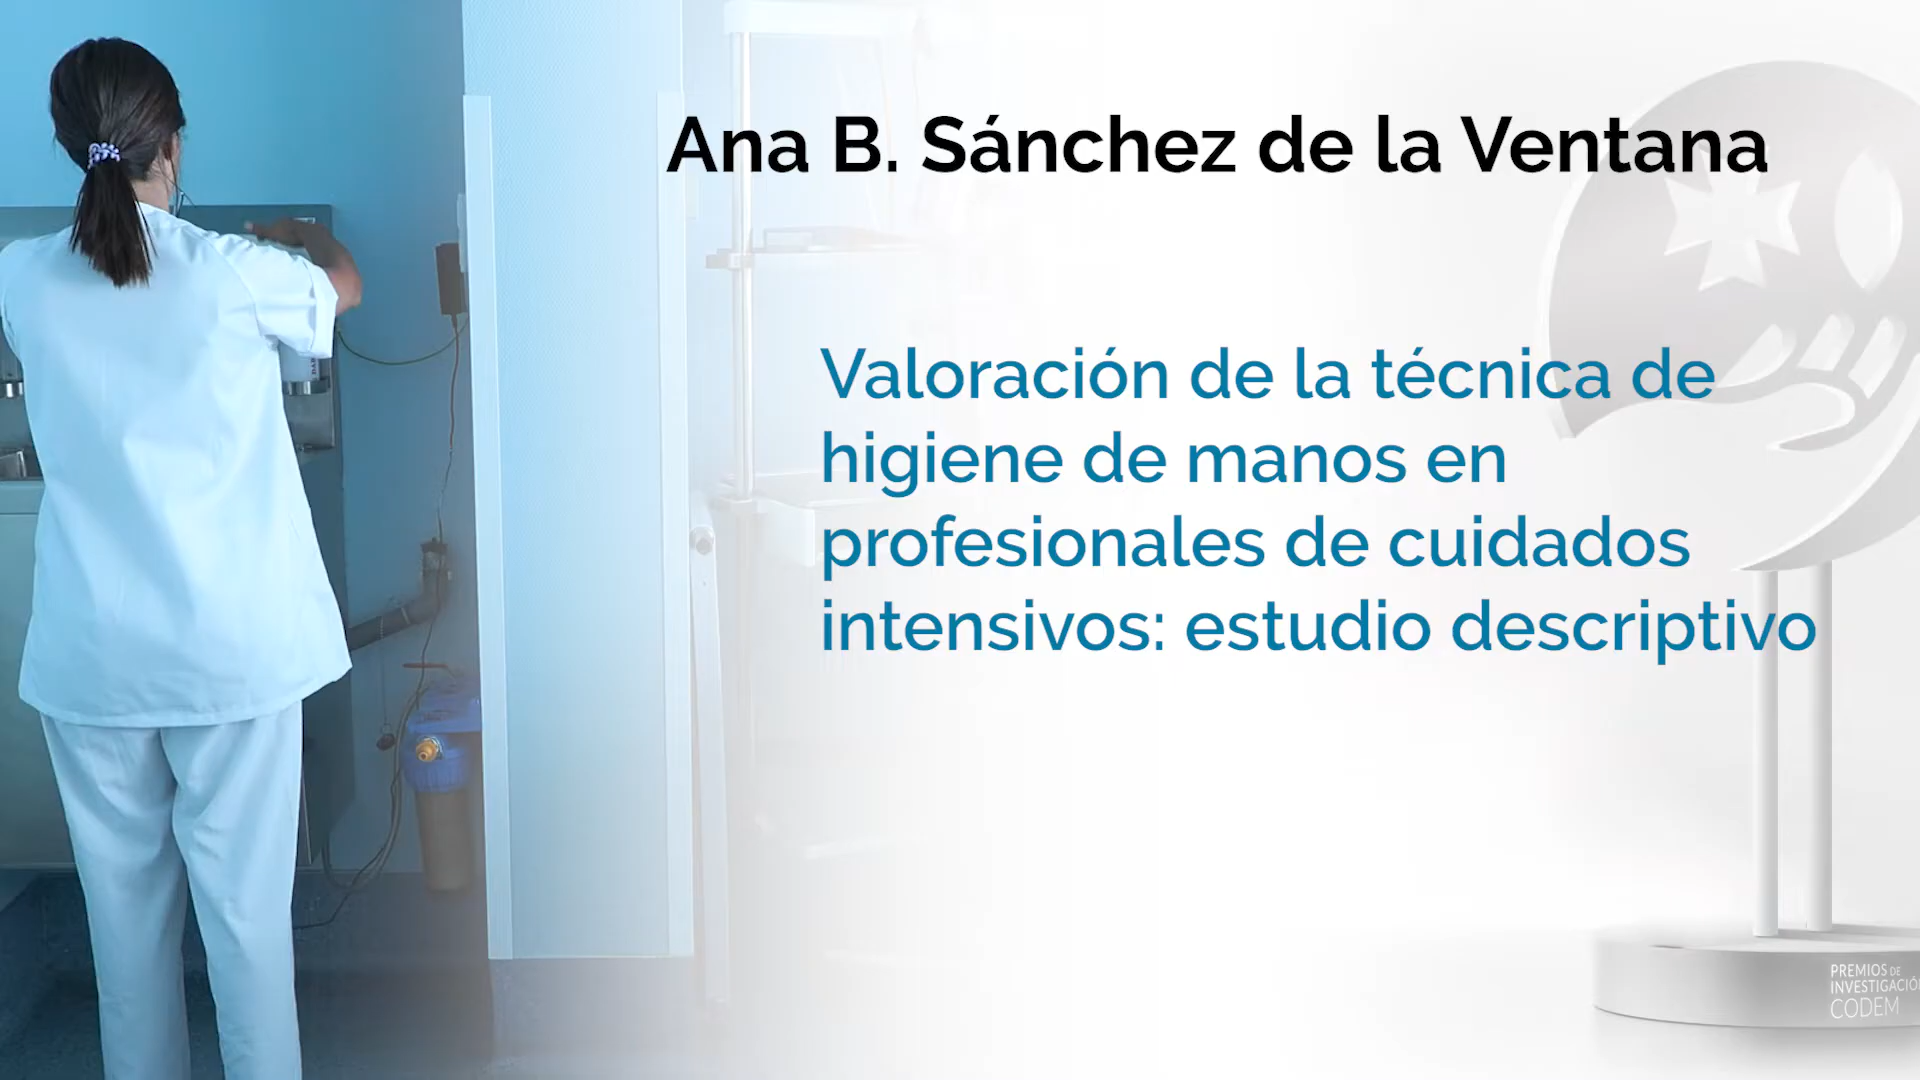 Ana B. Sánchez de la Ventana
Valoración de la técnica de
higiene de manos en
profesionales de cuidados
intensivos: estudio descriptivo
PREMIOS DE
INVESTIGACIÓN
CODEM